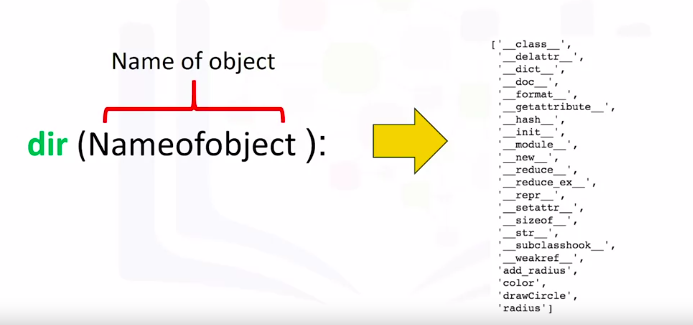 Name of object
dir (Nameofobject ):
['__class__',
'__delattr__',
'__dict__',
'__doc__',
'__format__',
'__getattribute__',
'__hash__',
'__init__',
'__module__',
'__new__',
'__reduce__',
'__reduce_ex__',
'__repr__',
'__setattr__',
'__sizeof__',
'__str__',
'__subclasshook__',
'__weakref__',
'add_radius',
'color',
'drawCircle',
'radius']